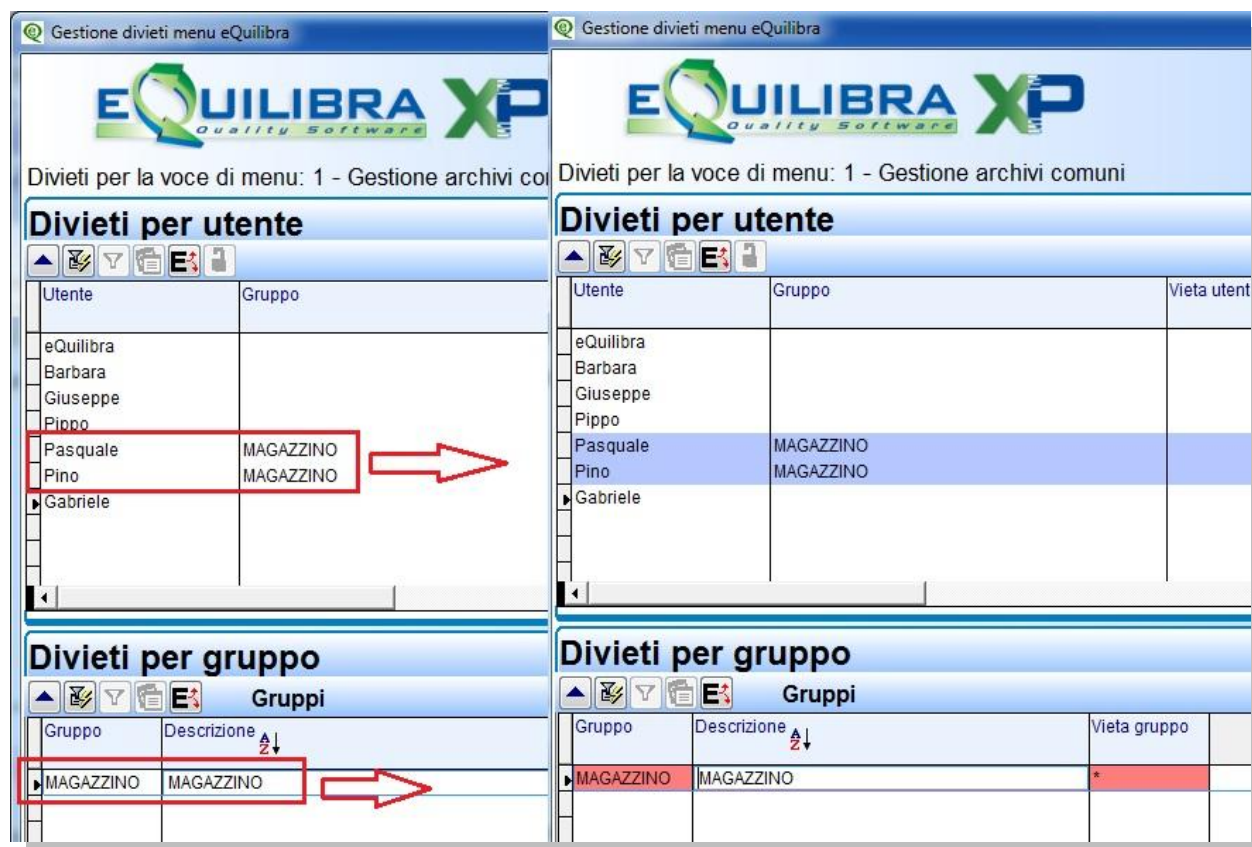 Gestione divieti menu eQuilibra
EQUILIBRA XP
Quality Software
Divieti per la voce di menu: 1 - Gestione archivi co
Divieti per utente
E
Utente Gruppo
eQuilibra
Barbara
Giuseppe
Pippo
Pasquale MAGAZZINO
Pino MAGAZZINO
Gabriele
Divieti per gruppo
E Gruppi
Gruppo Descrizione AZ
MAGAZZINO MAGAZZINO
Gestione divieti menu eQuilibra
EQUILIBRA XP
Quality Software
Divieti per la voce di menu: 1 - Gestione archivi comuni
Divieti per utente
E
Utente Gruppo Vieta utent
eQuilibra
Barbara
Giuseppe
Pippo
Pasquale MAGAZZINO
Pino MAGAZZINO
Gabriele
Divieti per gruppo
E Gruppi
Gruppo Descrizione AZ Vieta gruppo
MAGAZZINO MAGAZZINO *